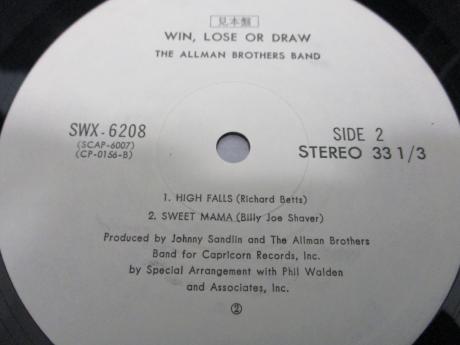 見本盤
WIN, LOSE OR DRAW
THE ALLMAN BROTHERS BAND
SWX-6208
(SCAP-6007)
(CP-0156-B)
SIDE 2
STEREO 33 1/3
1. HIGH FALLS (Richard Betts)
2. SWEET MAMA (Billy Joe Shaver)
Produced by Johnny Sandlin and The Allman Brothers
Band for Capricorn Records, Inc.
by Special Arrangement with Phil Walden
and Associates, Inc.
②